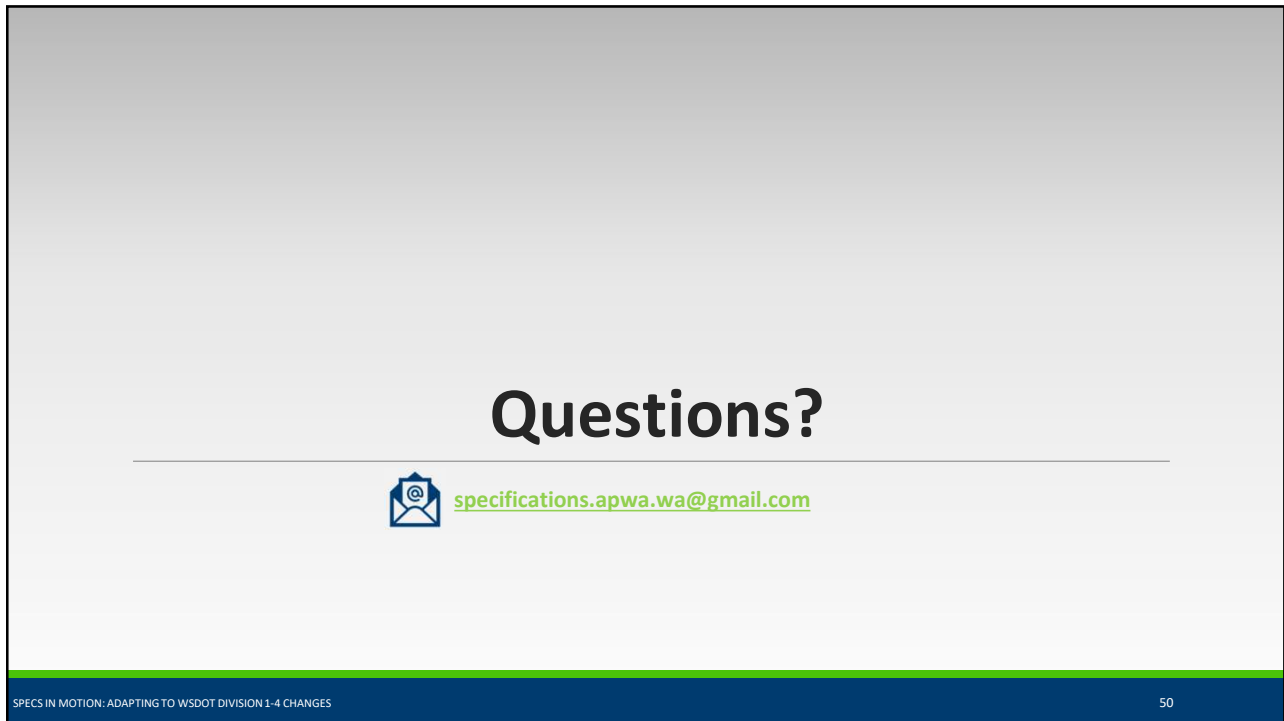 Questions?
specifications.apwa.wa@gmail.com
SPECS IN MOTION: ADAPTING TO WSDOT DIVISION 1-4 CHANGES
50